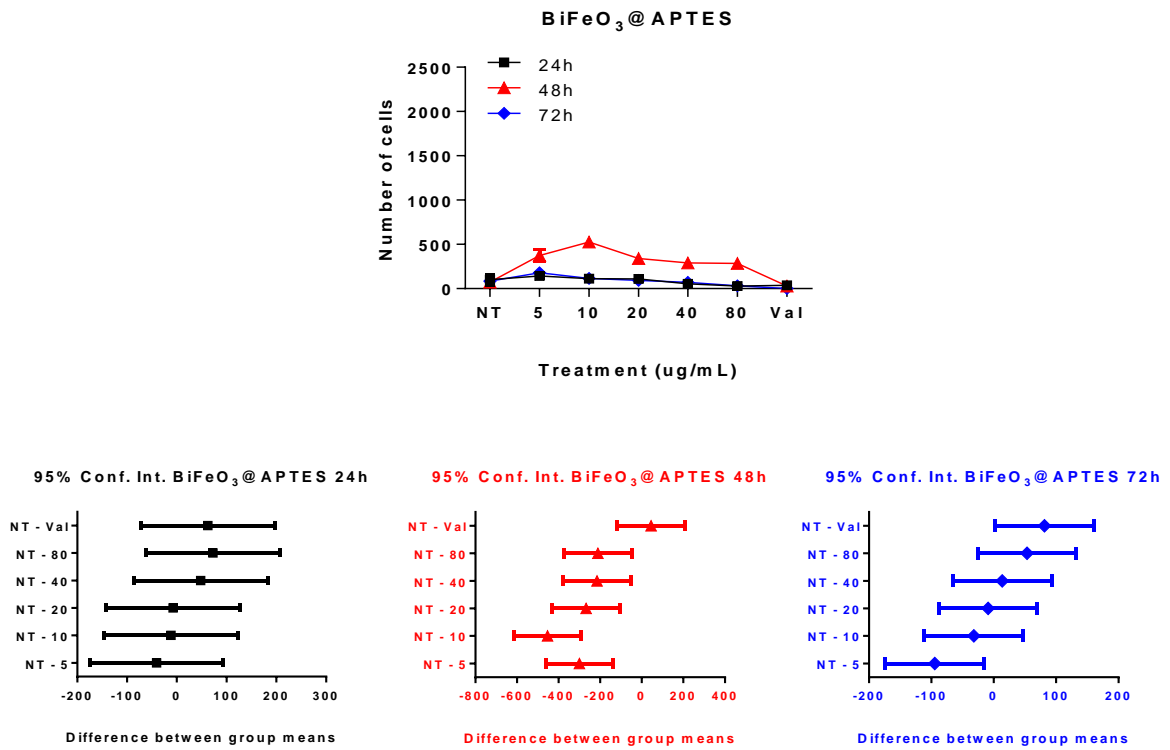 BiFeO3@APTES
24h
48h
72h
2500
2000
1500
1000
500
0
Number of cells
NT 5 10 20 40 80 Val
Treatment (ug/mL)
95% Conf. Int. BiFeO3@APTES 24h
NT - Val
NT - 80
NT - 40
NT - 20
NT - 10
NT - 5
-200 -100 0 100 200 300
Difference between group means
95% Conf. Int. BiFeO3@APTES 48h
NT - Val
NT - 80
NT - 40
NT - 20
NT - 10
NT - 5
-800 -600 -400 -200 0 200 400
Difference between group means
95% Conf. Int. BiFeO3@APTES 72h
NT - Val
NT - 80
NT - 40
NT - 20
NT - 10
NT - 5
-200 -100 0 100 200
Difference between group means